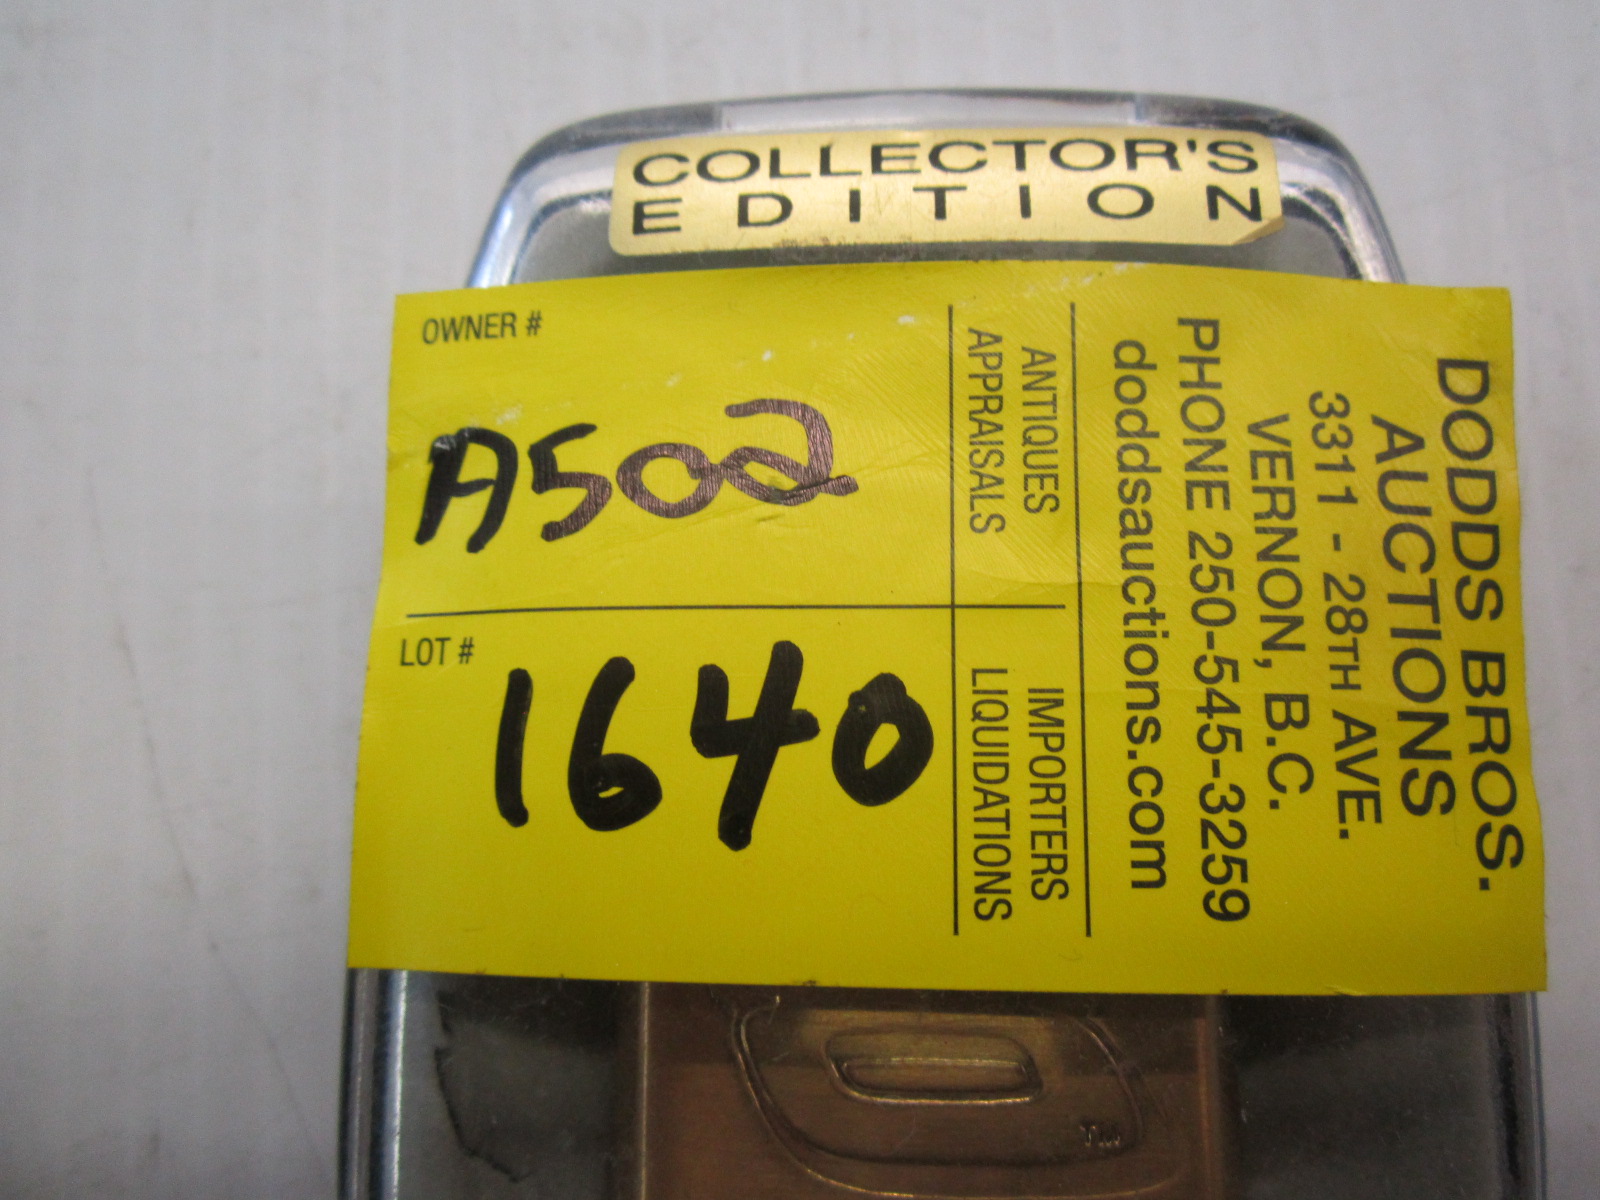 COLLECTOR'S
EDITION
OWNER #
A502
LOT #
1640
ANTIQUES
APPRAISALS
IMPORTERS
LIQUIDATIONS
DODDS BROS.
AUCTIONS
3311 - 28TH AVE.
VERNON, B.C.
PHONE 250-545-3259
doddsauctions.com
TM